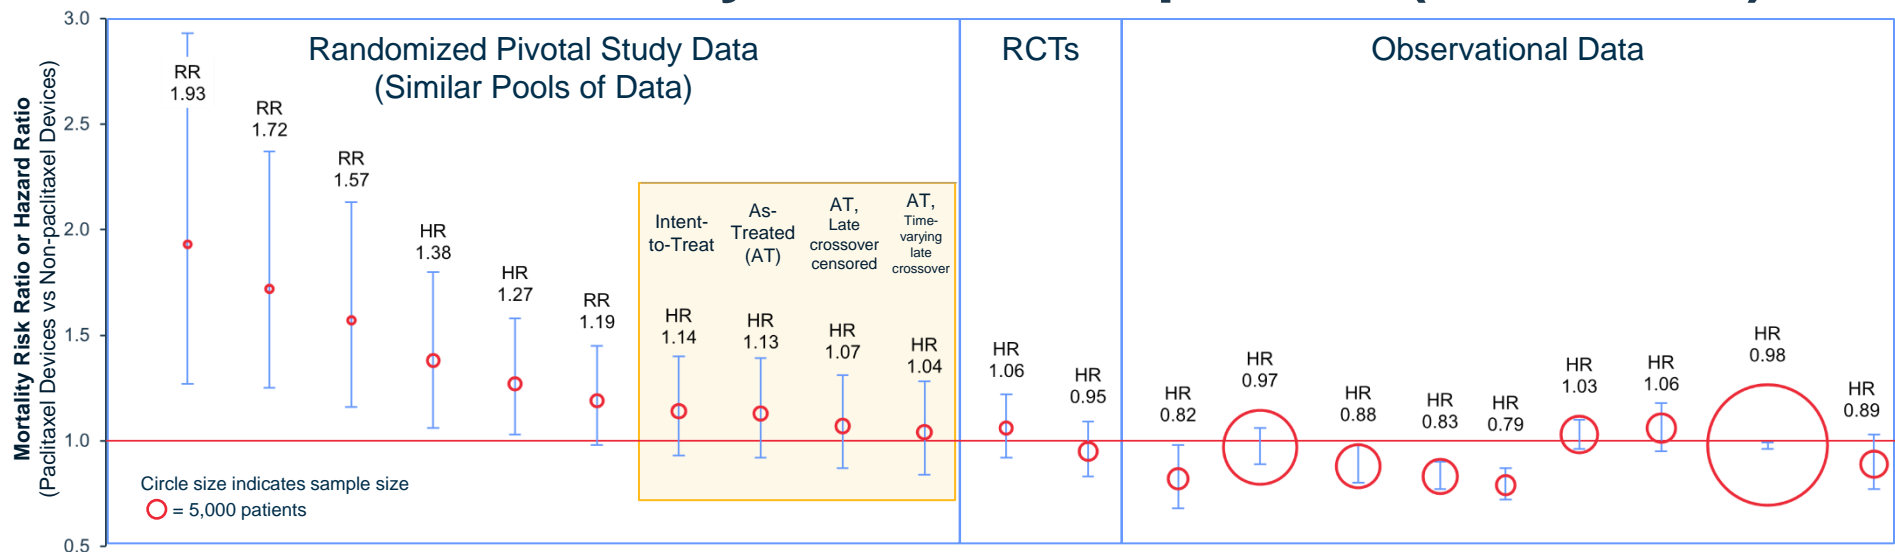 3.0
2.5
2.0
1.5
1.0
0.5
Mortality Risk Ratio or Hazard Ratio
(Paclitaxel Devices vs Non-paclitaxel Devices)
Randomized Pivotal Study Data
(Similar Pools of Data)
RCTs
Observational Data
RR
1.93
RR
1.72
RR
1.57
HR
1.38
HR
1.27
RR
1.19
Intent-
to-Treat
HR
1.14
As-
Treated
(AT)
HR
1.13
AT,
Late
crossover
censored
HR
1.07
AT,
Time-
varying
late
crossover
HR
1.04
HR
1.06
HR
0.95
HR
0.82
HR
0.97
HR
0.88
HR
0.83
HR
0.79
HR
1.03
HR
1.06
HR
0.98
HR
0.89
Circle size indicates sample size
= 5,000 patients